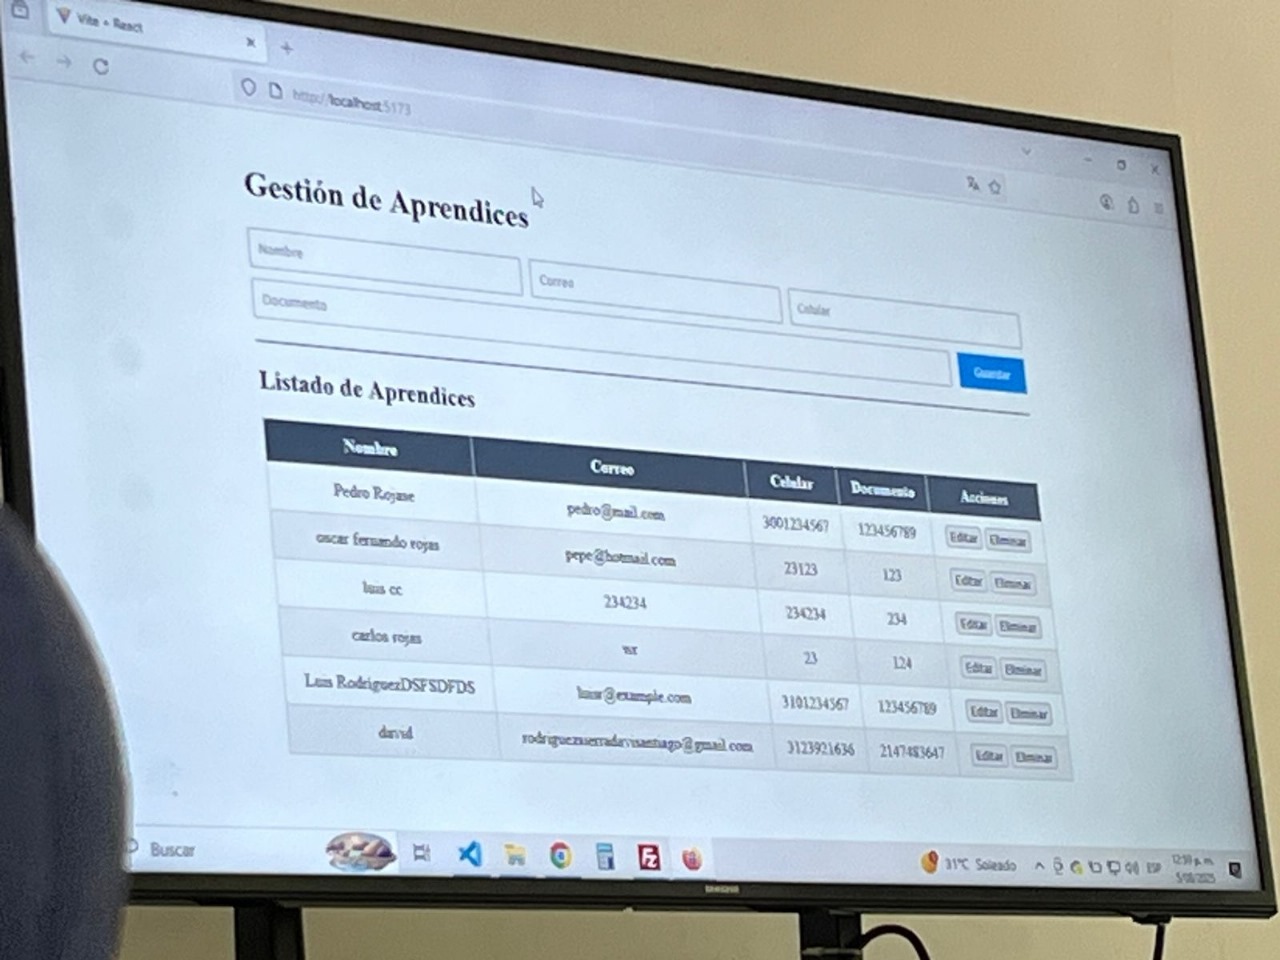 Vite + React
http://localhost:5173
Gestión de Aprendices
Nombre
Correo
Celular
Documento
Guardar
Listado de Aprendices
Nombre Correo Celular Documento Acciones
Pedro Rojase pedro@mail.com 3001234567 123456789 Editar Eliminar
oscar fernando rojas pepe@hotmail.com 23123 123 Editar Eliminar
luis cc 234234 234234 234 Editar Eliminar
carlos rojas 23 124 Editar Eliminar
Luis RodriguezDSFSDFDS luisr@example.com 3101234567 123456789 Editar Eliminar
david 3123921636 2147483647 Editar Eliminar
Buscar
31°C Soleado
ESP
12:59 p. m.
5/08/2025
SAMSUNG